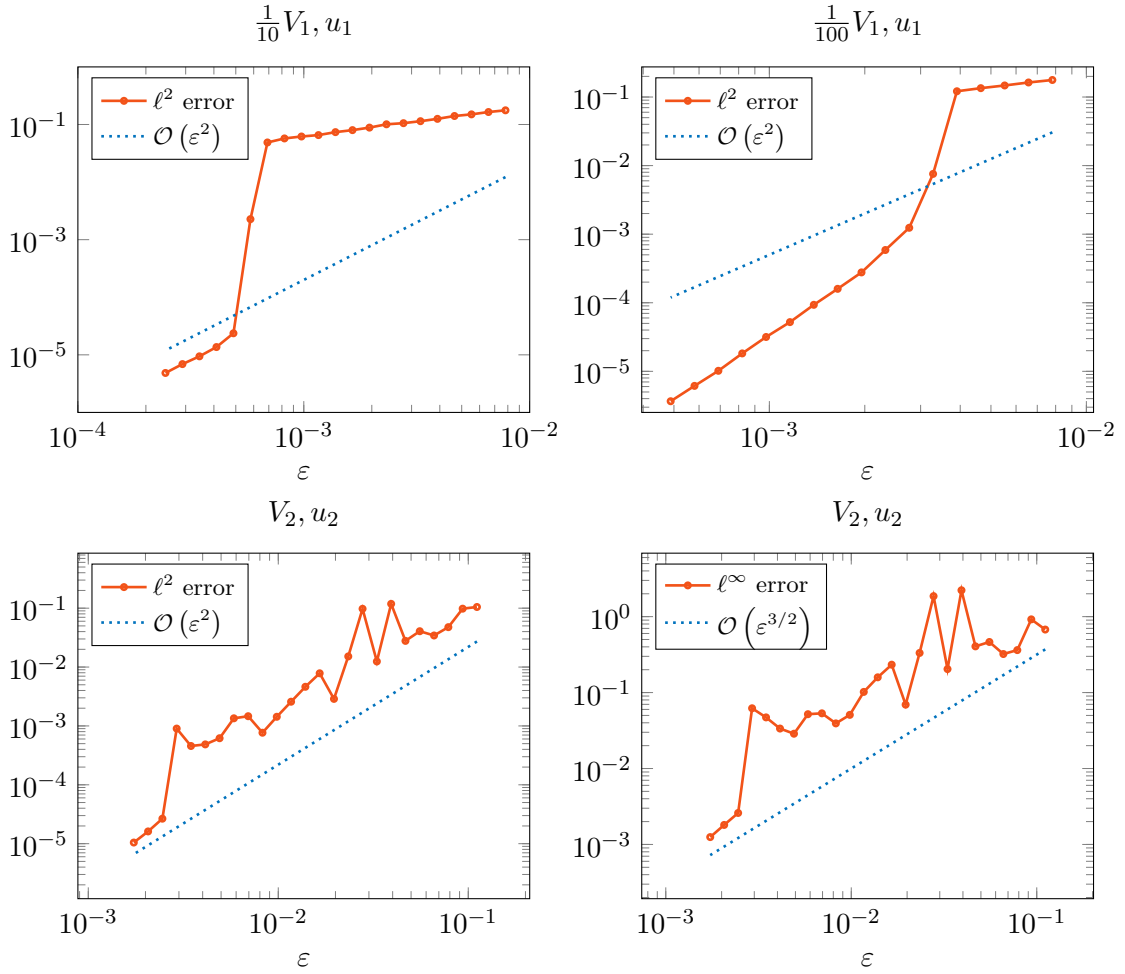 1/10 V₁, u₁
10⁻¹
10⁻³
10⁻⁵
10⁻⁴
10⁻³
10⁻²
ε
ℓ² error
𝒪 (ε²)
1/100 V₁, u₁
10⁻¹
10⁻²
10⁻³
10⁻⁴
10⁻⁵
10⁻³
10⁻²
ε
ℓ² error
𝒪 (ε²)
V₂, u₂
10⁻¹
10⁻²
10⁻³
10⁻⁴
10⁻⁵
10⁻³
10⁻²
10⁻¹
ε
ℓ² error
𝒪 (ε²)
V₂, u₂
10⁰
10⁻¹
10⁻²
10⁻³
10⁻³
10⁻²
10⁻¹
ε
ℓ^∞ error
𝒪 (ε^{3/2})